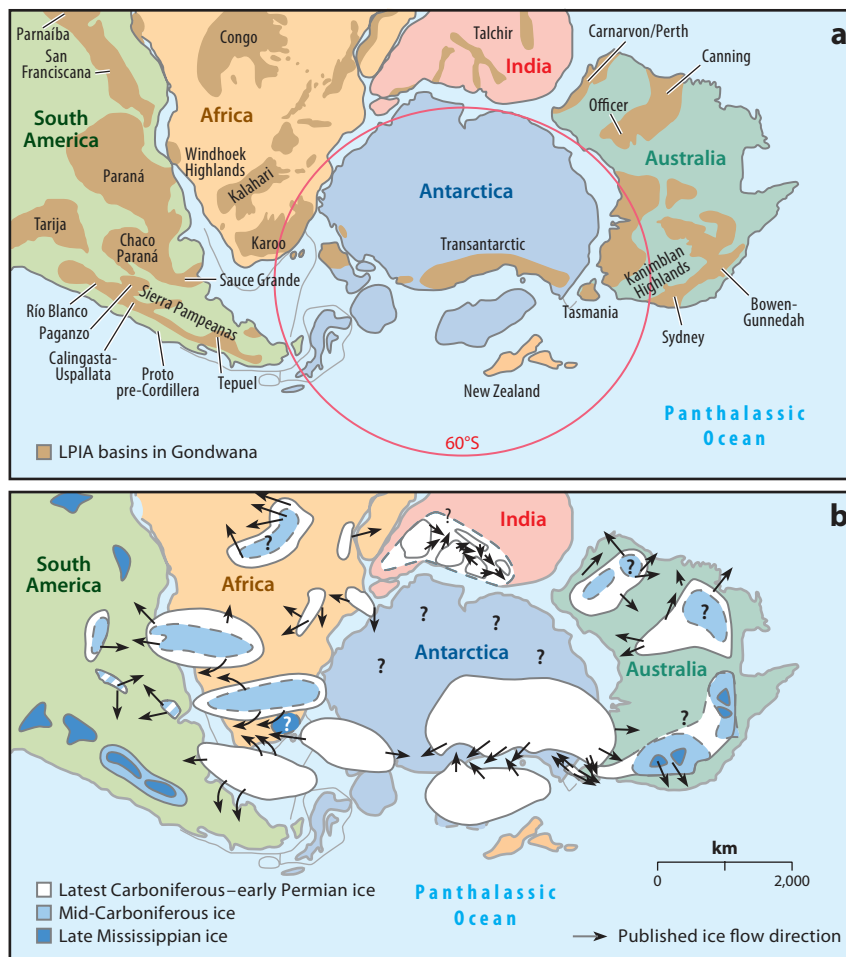 a
Parnaíba
San
Franciscana
Congo
Talchir
India
Carnarvon/Perth
Canning
Officer
South
America
Africa
Windhoek
Highlands
Kalahari
Australia
Paraná
Antarctica
Tarija
Chaco
Paraná
Karoo
Transantarctic
Sauce Grande
Kanimblan
Highlands
Río Blanco
Paganzo
Calingasta-
Uspallata
Sierra Pampeanas
Proto
pre-Cordillera
Tepuel
Tasmania
Sydney
Bowen-
Gunnedah
New Zealand
Panthalassic
Ocean
60°S
LPIA basins in Gondwana
b
South
America
Africa
?
?
India
?
?
?
?
?
?
Antarctica
?
Australia
?
?
km
0 2,000
Latest Carboniferous–early Permian ice
Mid-Carboniferous ice
Late Mississippian ice
Panthalassic
Ocean
Published ice flow direction